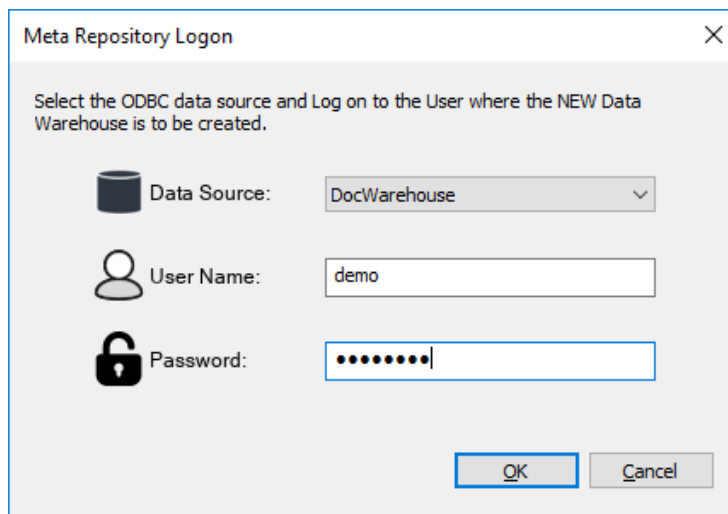 Meta Repository Logon
Select the ODBC data source and Log on to the User where the NEW Data
Warehouse is to be created.
Data Source: DocWarehouse
User Name: demo
Password: ••••••••
OK Cancel